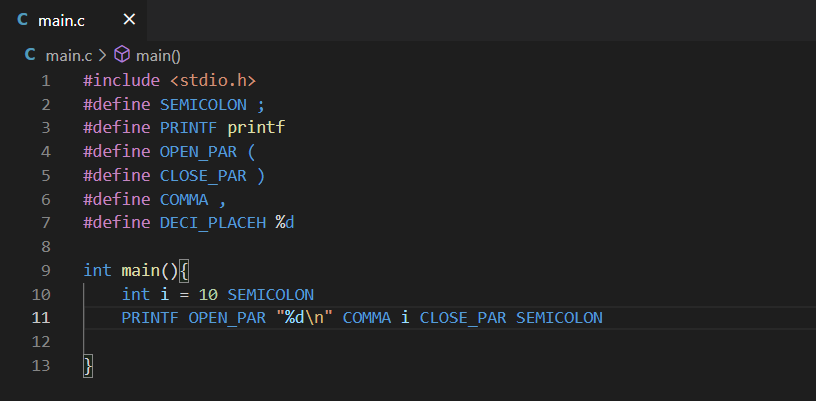 C main.c ×
C main.c > main()
1 #include <stdio.h>
2 #define SEMICOLON ;
3 #define PRINTF printf
4 #define OPEN_PAR (
5 #define CLOSE_PAR )
6 #define COMMA ,
7 #define DECI_PLACEH %d
8
9 int main(){
10     int i = 10 SEMICOLON
11     PRINTF OPEN_PAR "%d\n" COMMA i CLOSE_PAR SEMICOLON
12
13 }